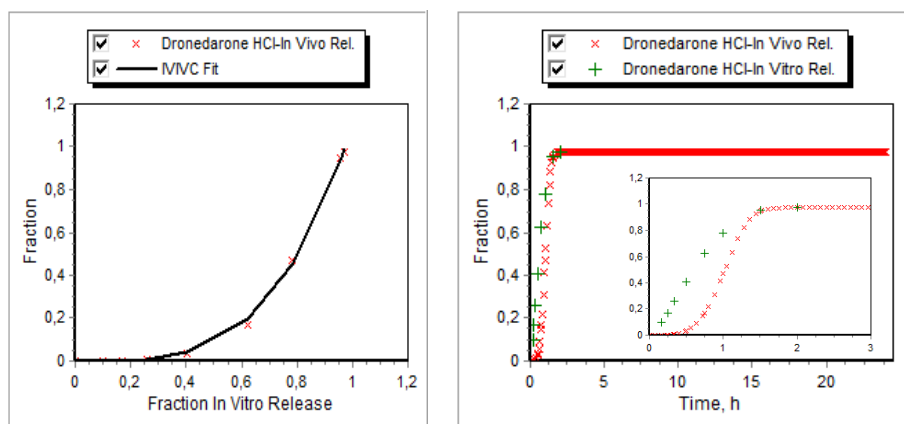 Dronedarone HCl-In Vivo Rel.
IVIVC Fit
1,2
1
0,8
0,6
0,4
0,2
0
Fraction
0 0,2 0,4 0,6 0,8 1 1,2
Fraction In Vitro Release
Dronedarone HCl-In Vivo Rel.
Dronedarone HCl-In Vitro Rel.
1,2
1
0,8
0,6
0,4
0,2
0
Fraction
0 5 10 15 20
Time, h
1,2
1
0,8
0,6
0,4
0,2
0
0 1 2 3